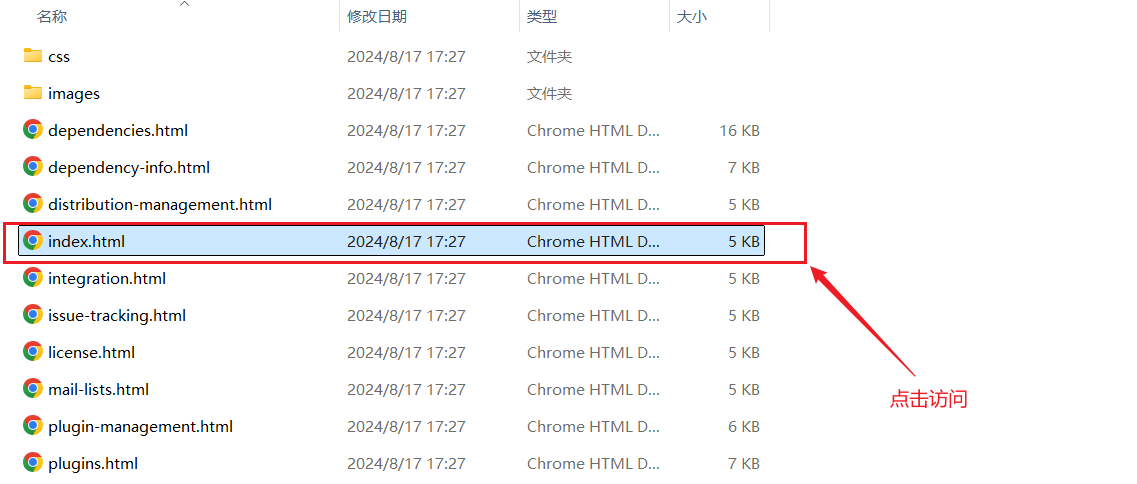 名称 修改日期 类型 大小
css 2024/8/17 17:27 文件夹
images 2024/8/17 17:27 文件夹
dependencies.html 2024/8/17 17:27 Chrome HTML D... 16 KB
dependency-info.html 2024/8/17 17:27 Chrome HTML D... 7 KB
distribution-management.html 2024/8/17 17:27 Chrome HTML D... 5 KB
index.html 2024/8/17 17:27 Chrome HTML D... 5 KB
integration.html 2024/8/17 17:27 Chrome HTML D... 5 KB
issue-tracking.html 2024/8/17 17:27 Chrome HTML D... 5 KB
license.html 2024/8/17 17:27 Chrome HTML D... 5 KB
mail-lists.html 2024/8/17 17:27 Chrome HTML D... 5 KB
点击访问
plugin-management.html 2024/8/17 17:27 Chrome HTML D... 6 KB
plugins.html 2024/8/17 17:27 Chrome HTML D... 7 KB